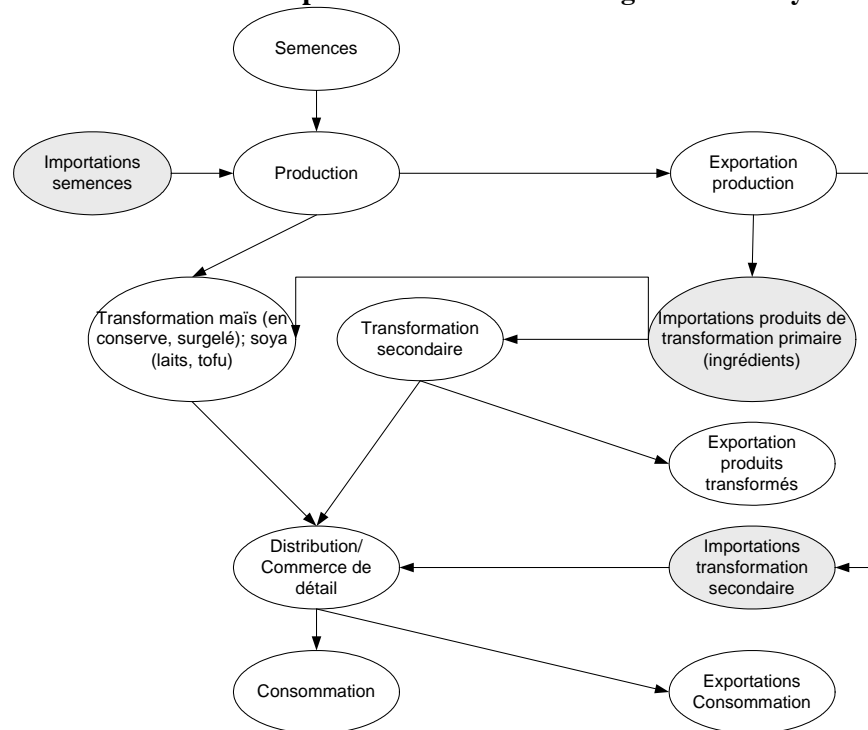 Semences
Importations
semences
Production
Exportation
production
Transformation maïs (en
conserve, surgelé); soya
(laits, tofu)
Transformation
secondaire
Importations produits de
transformation primaire
(ingrédients)
Exportation
produits
transformés
Distribution/
Commerce de
détail
Importations
transformation
secondaire
Consommation
Exportations
Consommation